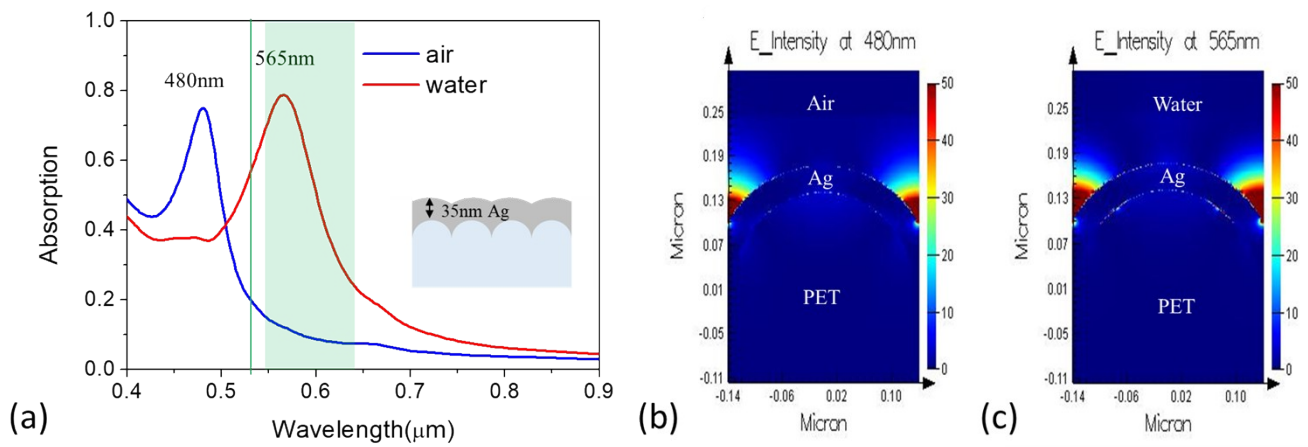 1.0
0.8
0.6
0.4
0.2
0.0
Absorption
480nm
565nm
air
water
35nm Ag
0.4 0.5 0.6 0.7 0.8 0.9
Wavelength(μm)
(a)
E_Intensity at 480nm
Air
Ag
PET
0.25
0.19
0.13
0.07
0.01
-0.05
-0.11
Micron
-0.14 -0.06 0.02 0.10
Micron
50
40
30
20
10
0
(b)
E_Intensity at 565nm
Water
Ag
PET
0.25
0.19
0.13
0.07
0.01
-0.05
-0.11
Micron
-0.14 -0.06 0.02 0.10
Micron
50
40
30
20
10
0
(c)